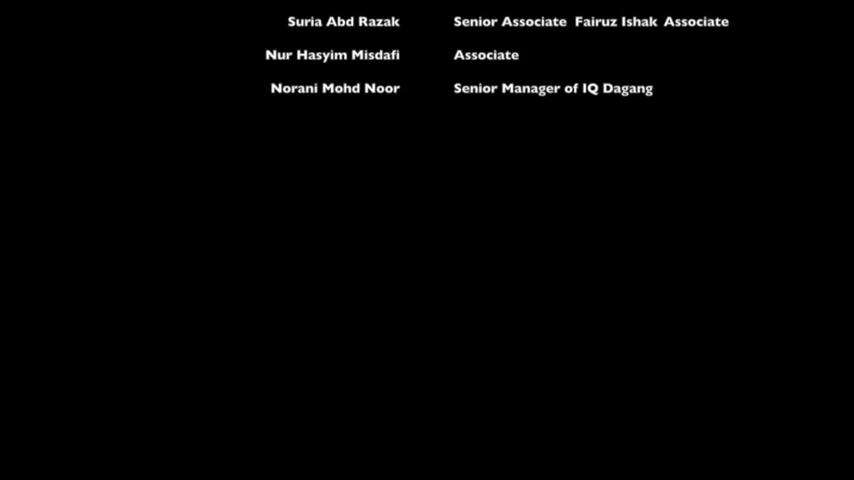 Suria Abd Razak Senior Associate Fairuz Ishak Associate
Nur Hasyim Misdafi Associate
Norani Mohd Noor Senior Manager of IQ Dagang